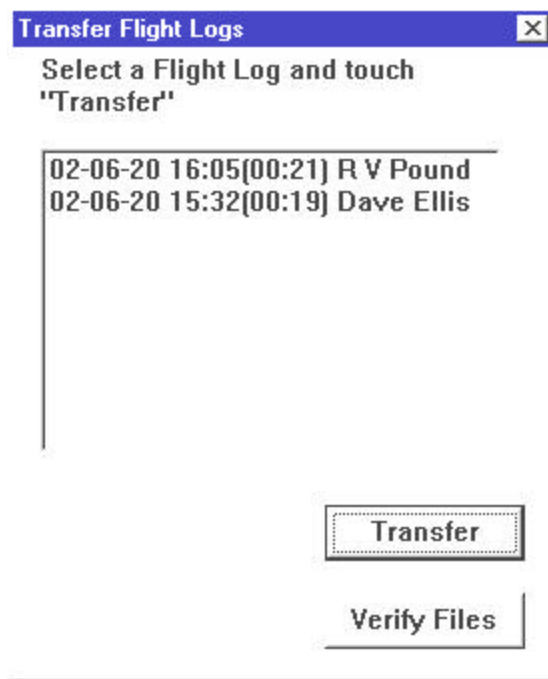 Transfer Flight Logs
Select a Flight Log and touch
"Transfer"
02-06-20 16:05(00:21) R V Pound
02-06-20 15:32(00:19) Dave Ellis
Transfer
Verify Files